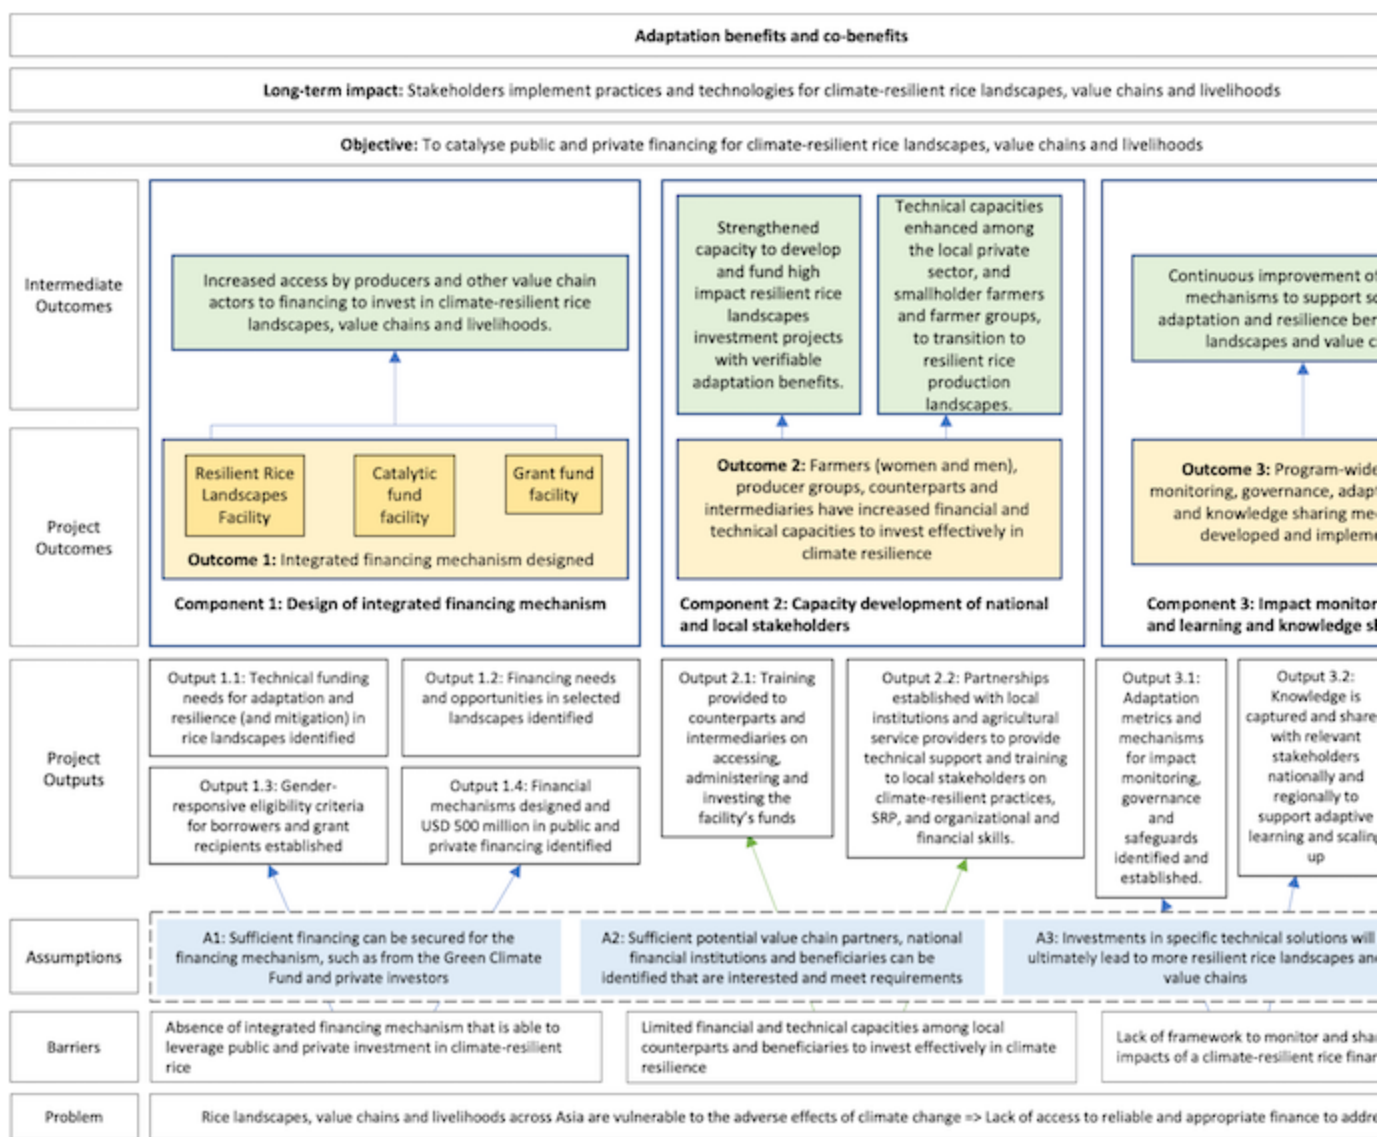 Adaptation benefits and co-benefits
Long-term impact: Stakeholders implement practices and technologies for climate-resilient rice landscapes, value chains and livelihoods
Objective: To catalyse public and private financing for climate-resilient rice landscapes, value chains and livelihoods
Intermediate
Outcomes
Increased access by producers and other value chain
actors to financing to invest in climate-resilient rice
landscapes, value chains and livelihoods.
Strengthened
capacity to develop
and fund high
impact resilient rice
landscapes
investment projects
with verifiable
adaptation benefits.
Technical capacities
enhanced among
the local private
sector, and
smallholder farmers
and farmer groups,
to transition to
resilient rice
production
landscapes.
Continuous improvement of
mechanisms to support
adaptation and resilience
landscapes and value
Project
Outcomes
Resilient Rice
Landscapes
Facility
Catalytic
fund
facility
Grant fund
facility
Outcome 1: Integrated financing mechanism designed
Component 1: Design of integrated financing mechanism
Outcome 2: Farmers (women and men),
producer groups, counterparts and
intermediaries have increased financial and
technical capacities to invest effectively in
climate resilience
Component 2: Capacity development of national
and local stakeholders
Outcome 3: Program-wide
monitoring, governance,
and knowledge sharing
developed and
Component 3: Impact
and learning and knowledge
Project
Outputs
Output 1.1: Technical funding
needs for adaptation and
resilience (and mitigation) in
rice landscapes identified
Output 1.2: Financing needs
and opportunities in selected
landscapes identified
Output 1.3: Gender-
responsive eligibility criteria
for borrowers and grant
recipients established
Output 1.4: Financial
mechanisms designed and
USD 500 million in public and
private financing identified
Output 2.1: Training
provided to
counterparts and
intermediaries on
accessing,
administering and
investing the
facility's funds
Output 2.2: Partnerships
established with local
institutions and agricultural
service providers to provide
technical support and training
to local stakeholders on
climate-resilient practices,
SRP, and organizational and
financial skills.
Output 3.1:
Adaptation
metrics and
mechanisms
for impact
monitoring,
governance
and
safeguards
identified and
established.
Output 3.2:
Knowledge is
captured and
with relevant
stakeholders
nationally and
regionally to
support adaptive
learning and
up
Assumptions
A1: Sufficient financing can be secured for the
financing mechanism, such as from the Green Climate
Fund and private investors
A2: Sufficient potential value chain partners, national
financial institutions and beneficiaries can be
identified that are interested and meet requirements
A3: Investments in specific technical solutions will
ultimately lead to more resilient rice landscapes
value chains
Barriers
Absence of integrated financing mechanism that is able to
leverage public and private investment in climate-resilient
rice
Limited financial and technical capacities among local
counterparts and beneficiaries to invest effectively in climate
resilience
Lack of framework to monitor and
impacts of a climate-resilient rice
Problem
Rice landscapes, value chains and livelihoods across Asia are vulnerable to the adverse effects of climate change => Lack of access to reliable and appropriate finance to